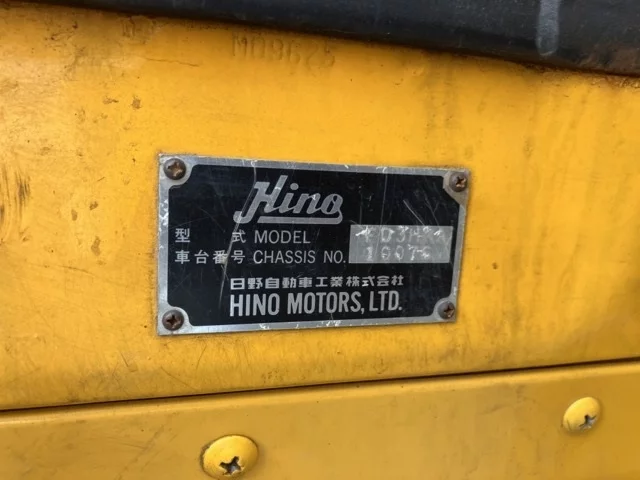 Hino
型 式 MODEL
車台番号 CHASSIS NO.
日野自動車工業株式会社
HINO MOTORS, LTD.